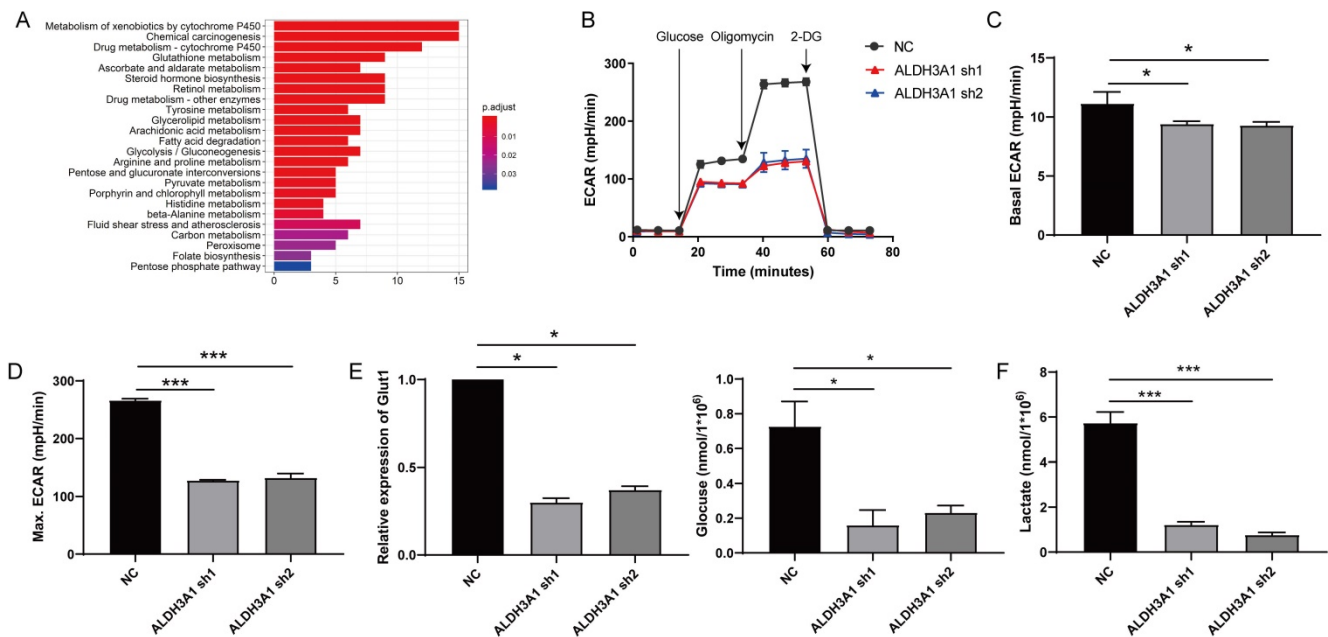 A
Metabolism of xenobiotics by cytochrome P450
Chemical carcinogenesis
Drug metabolism - cytochrome P450
Glutathione metabolism
Ascorbate and aldarate metabolism
Steroid hormone biosynthesis
Retinol metabolism
Drug metabolism - other enzymes
Tyrosine metabolism
Glycerolipid metabolism
Arachidonic acid metabolism
Fatty acid degradation
Glycolysis / Gluconeogenesis
Arginine and proline metabolism
Pentose and glucuronate interconversions
Pyruvate metabolism
Porphyrin and chlorophyll metabolism
Histidine metabolism
beta-Alanine metabolism
Fluid shear stress and atherosclerosis
Carbon metabolism
Peroxisome
Folate biosynthesis
Pentose phosphate pathway
0 5 10 15
p.adjust
0.01
0.02
0.03
B
Glucose Oligomycin 2-DG
NC
ALDH3A1 sh1
ALDH3A1 sh2
ECAR (mpH/min)
300
200
100
0
0 20 40 60 80
Time (minutes)
C
Basal ECAR (mpH/min)
15
10
5
0
*
*
NC
ALDH3A1 sh1
ALDH3A1 sh2
D
Max. ECAR (mpH/min)
300
200
100
0
***
***
NC
ALDH3A1 sh1
ALDH3A1 sh2
E
Relative expression of Glut1
1.0
0.5
0.0
*
*
NC
ALDH3A1 sh1
ALDH3A1 sh2
Glocuse (nmol/1*10⁶)
1.0
0.8
0.6
0.4
0.2
0.0
*
*
NC
ALDH3A1 sh1
ALDH3A1 sh2
F
Lactate (nmol/1*10⁶)
8
6
4
2
0
***
***
NC
ALDH3A1 sh1
ALDH3A1 sh2